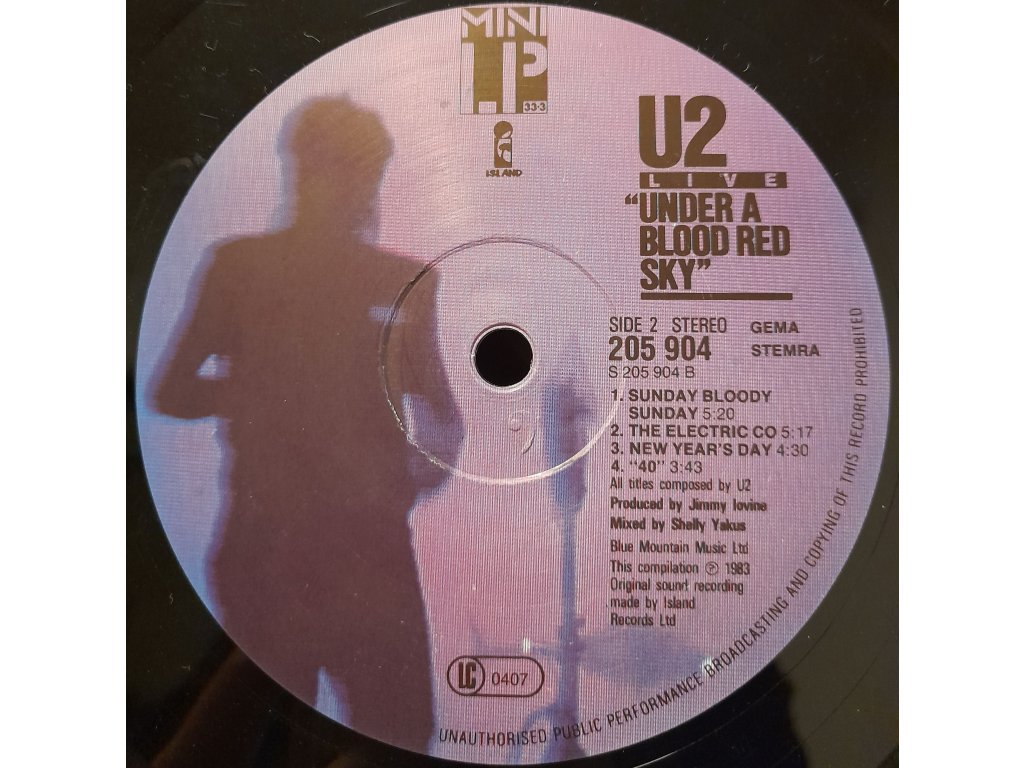 MINI
LP
33·3
ISLAND
U2
LIVE
“UNDER A
BLOOD RED
SKY”
SIDE 2 STEREO GEMA
205 904 STEMRA
S 205 904 B
1. SUNDAY BLOODY
SUNDAY 5:20
2. THE ELECTRIC CO 5:17
3. NEW YEAR'S DAY 4:30
4. “40” 3:43
All titles composed by U2
Produced by Jimmy Iovine
Mixed by Shelly Yakus
Blue Mountain Music Ltd
This compilation ℗ 1983
Original sound recording
made by Island
Records Ltd
LC 0407
UNAUTHORISED PUBLIC PERFORMANCE BROADCASTING AND COPYING OF THIS RECORD PROHIBITED